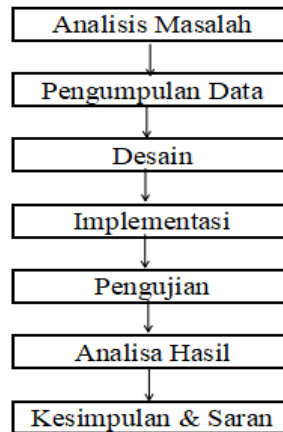 Analisis Masalah
Pengumpulan Data
Desain
Implementasi
Pengujian
Analisa Hasil
Kesimpulan & Saran